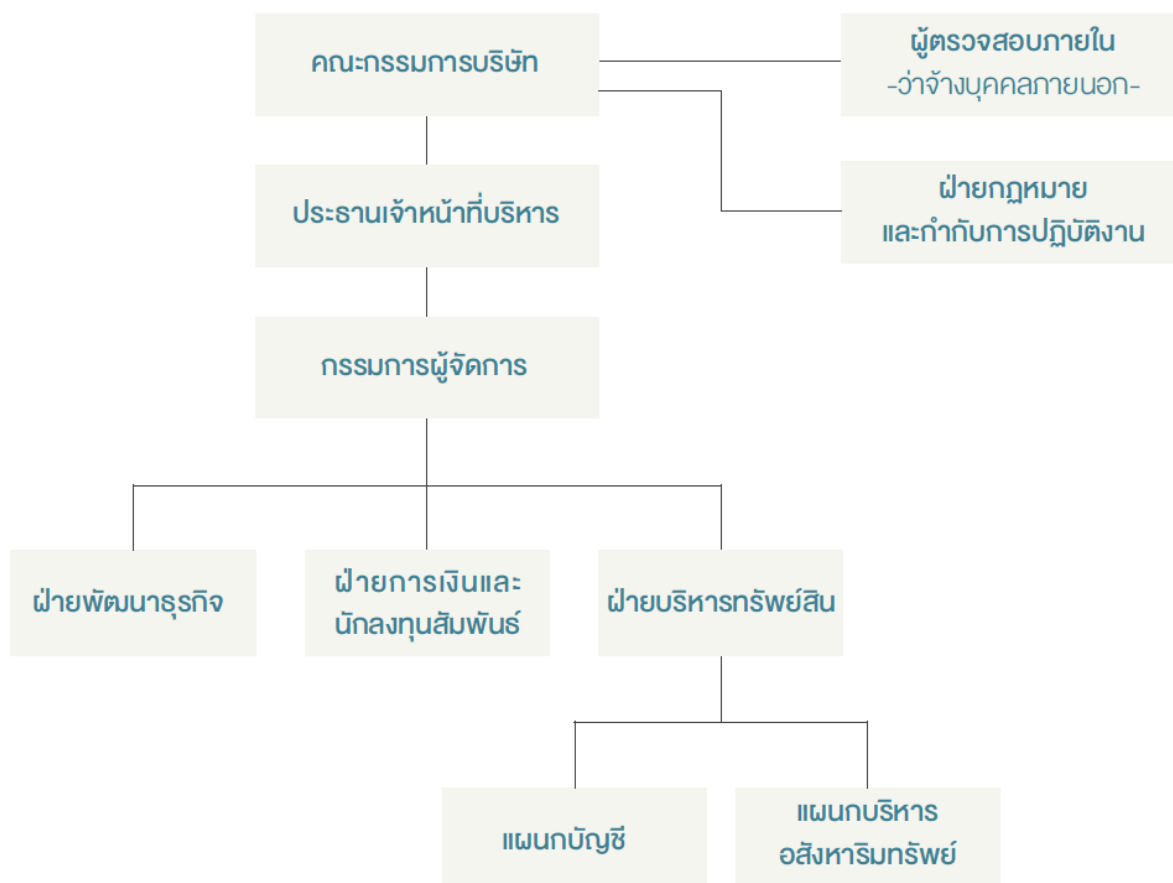 คณะกรรมการบริษัท
ผู้ตรวจสอบภายใน
-ว่าจ้างบุคคลภายนอก-
ประธานเจ้าหน้าที่บริหาร
ฝ่ายกฎหมาย
และกำกับการปฏิบัติงาน
กรรมการผู้จัดการ
ฝ่ายพัฒนาธุรกิจ
ฝ่ายการเงินและ
นักลงทุนสัมพันธ์
ฝ่ายบริหารทรัพย์สิน
แผนกบัญชี
แผนกบริหาร
อสังหาริมทรัพย์